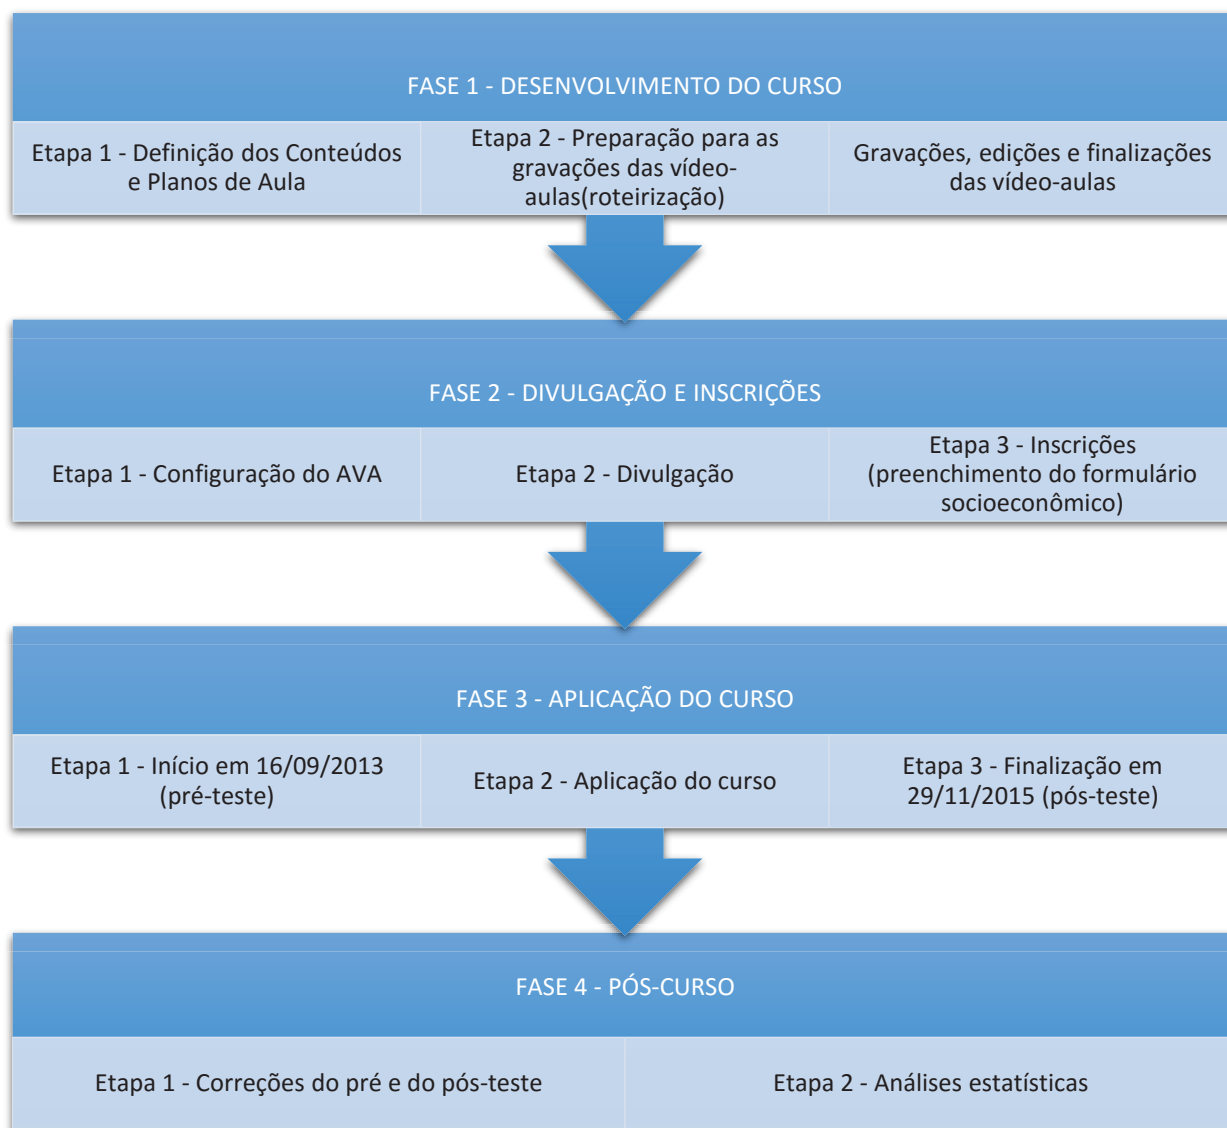 FASE 1 - DESENVOLVIMENTO DO CURSO
Etapa 1 - Definição dos Conteúdos
e Planos de Aula
Etapa 2 - Preparação para as
gravações das vídeo-
aulas(roteirização)
Gravações, edições e finalizações
das vídeo-aulas
FASE 2 - DIVULGAÇÃO E INSCRIÇÕES
Etapa 1 - Configuração do AVA
Etapa 2 - Divulgação
Etapa 3 - Inscrições
(preenchimento do formulário
socioeconômico)
FASE 3 - APLICAÇÃO DO CURSO
Etapa 1 - Início em 16/09/2013
(pré-teste)
Etapa 2 - Aplicação do curso
Etapa 3 - Finalização em
29/11/2015 (pós-teste)
FASE 4 - PÓS-CURSO
Etapa 1 - Correções do pré e do pós-teste
Etapa 2 - Análises estatísticas